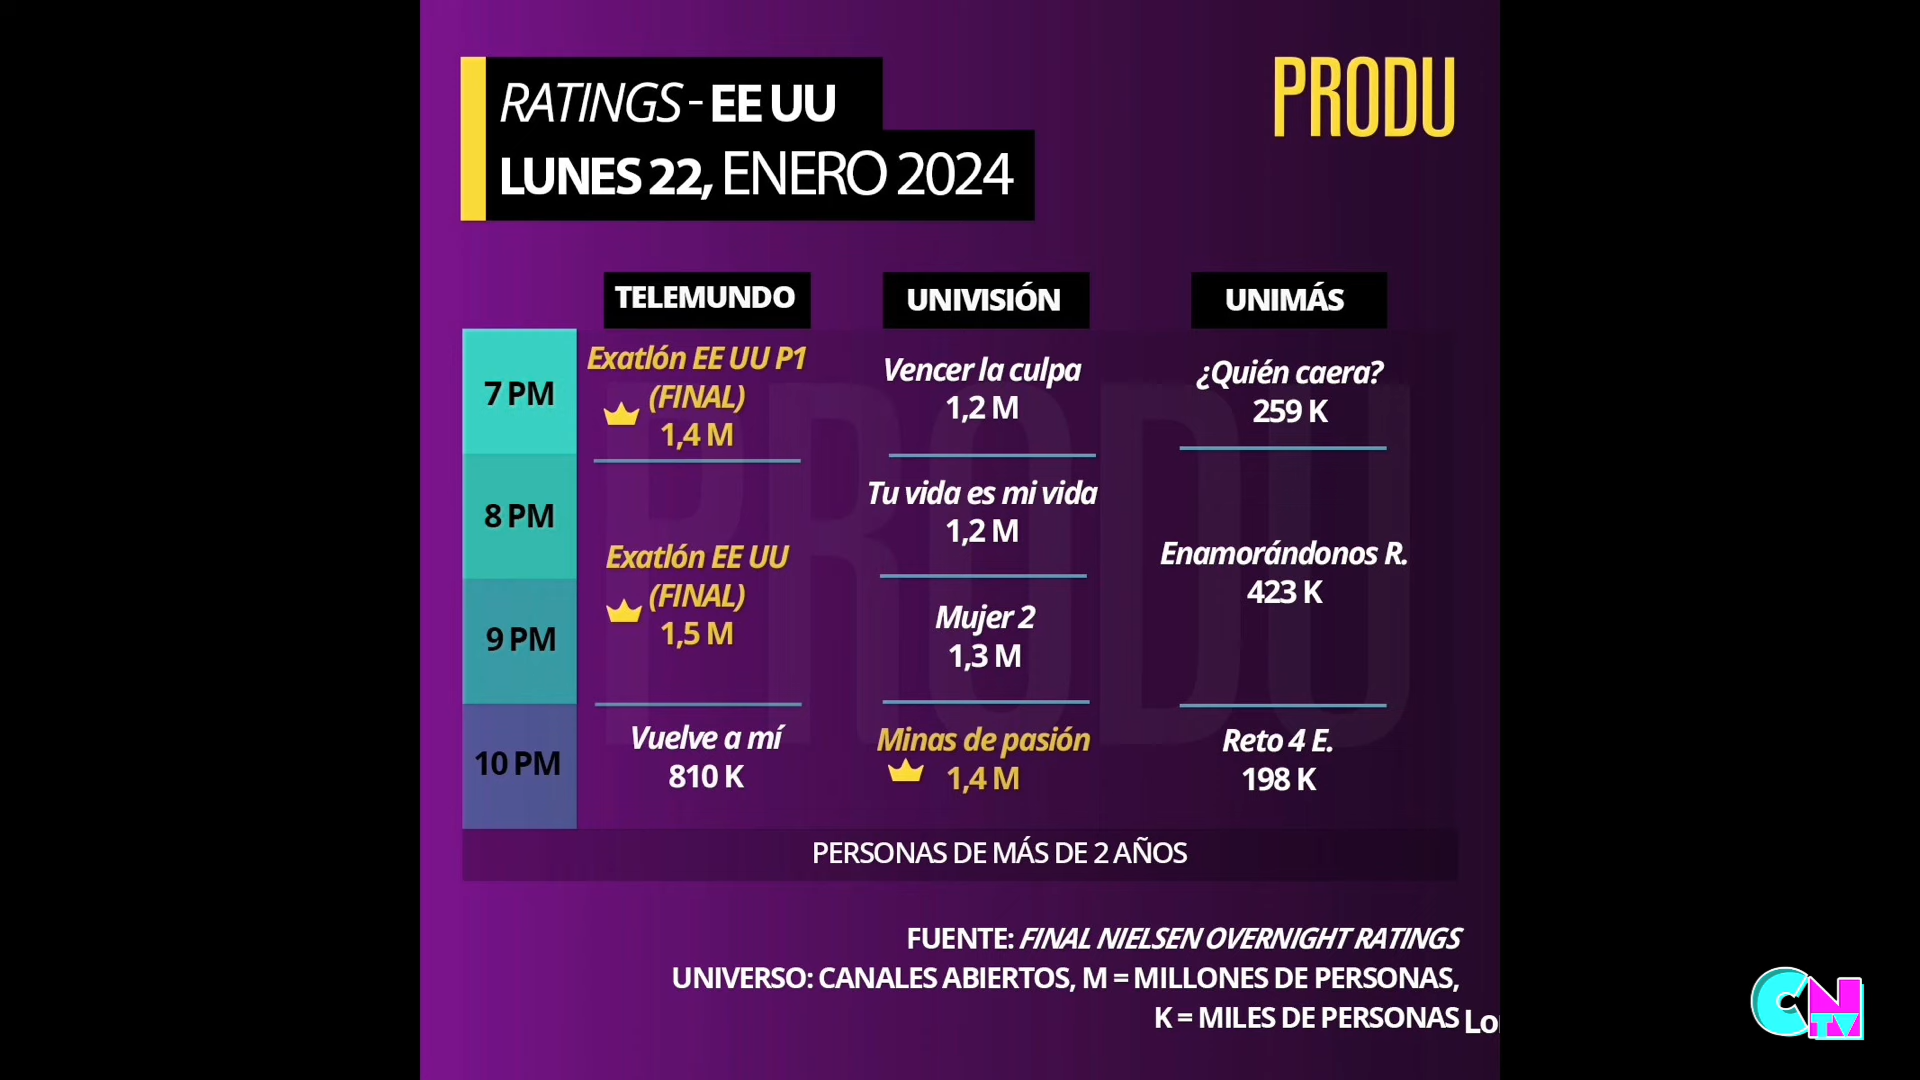 RATINGS - EE UU
LUNES 22, ENERO 2024
PRODU
TELEMUNDO
UNIVISIÓN
UNIMÁS
7 PM
Exatlón EE UU P1
(FINAL)
1,4 M
Vencer la culpa
1,2 M
¿Quién caera?
259 K
8 PM
Tu vida es mi vida
1,2 M
Exatlón EE UU
(FINAL)
1,5 M
Enamorándonos R.
423 K
9 PM
Mujer 2
1,3 M
10 PM
Vuelve a mí
810 K
Minas de pasión
1,4 M
Reto 4 E.
198 K
PERSONAS DE MÁS DE 2 AÑOS
FUENTE: FINAL NIELSEN OVERNIGHT RATINGS
UNIVERSO: CANALES ABIERTOS, M = MILLONES DE PERSONAS,
K = MILES DE PERSONAS
CNTV